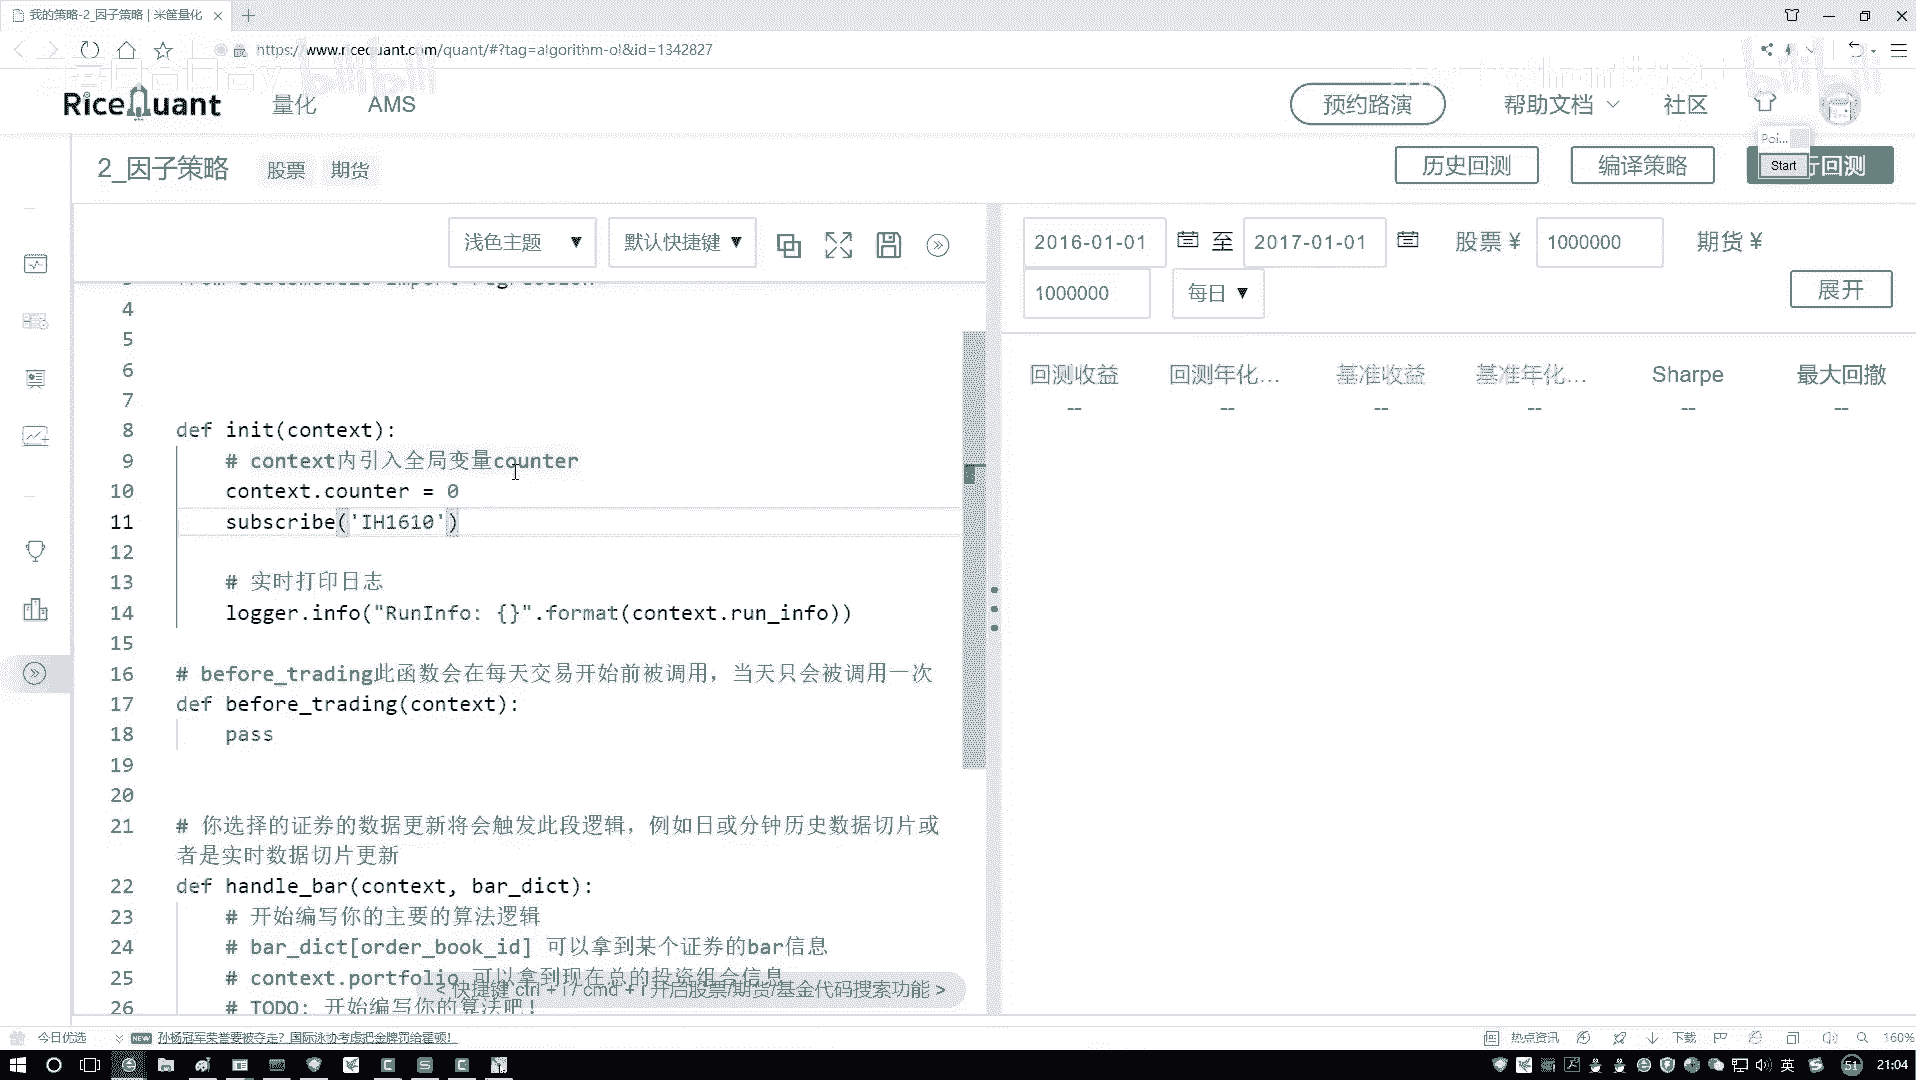 我的策略-2_因子策略 | 米筐量化
https://www.ricequant.com/quant/#?tag=algorithm-ol&id=1342827
bilibili
RiceQuant 量化 AMS 预约路演 帮助文档 社区
Poi...
2_因子策略 股票 期货 历史回测 编译策略 Start 行回测
浅色主题 ▼ 默认快捷键 ▼
2016-01-01 至 2017-01-01 股票 ¥ 1000000 期货 ¥
1000000 每日 ▼ 展开
回测收益 回测年化... 基准收益 基准年化... Sharpe 最大回撤
-- -- -- -- -- --
4
5
6
7
8 def init(context):
9 # context内引入全局变量counter
10 context.counter = 0
11 subscribe('IH1610')
12
13 # 实时打印日志
14 logger.info("RunInfo: {}".format(context.run_info))
15
16 # before_trading此函数会在每天交易开始前被调用，当天只会被调用一次
17 def before_trading(context):
18 pass
19
20
21 # 你选择的证券的数据更新将会触发此段逻辑，例如日或分钟历史数据切片或
者是实时数据切片更新
22 def handle_bar(context, bar_dict):
23 # 开始编写你的主要的算法逻辑
24 # bar_dict[order_book_id] 可以拿到某个证券的bar信息
25 # context.portfolio 可以拿到现在总的投资组合信息
< 快捷键 ctrl + i / cmd + i 开启股票/期货/基金代码搜索功能 >
26 # TODO: 开始编写你的算法吧！
今日优选 NEW 孙杨冠军荣誉要被夺走？国际泳协考虑把金牌罚给霍顿！ 热点资讯 下载 160%
英 51 21:04